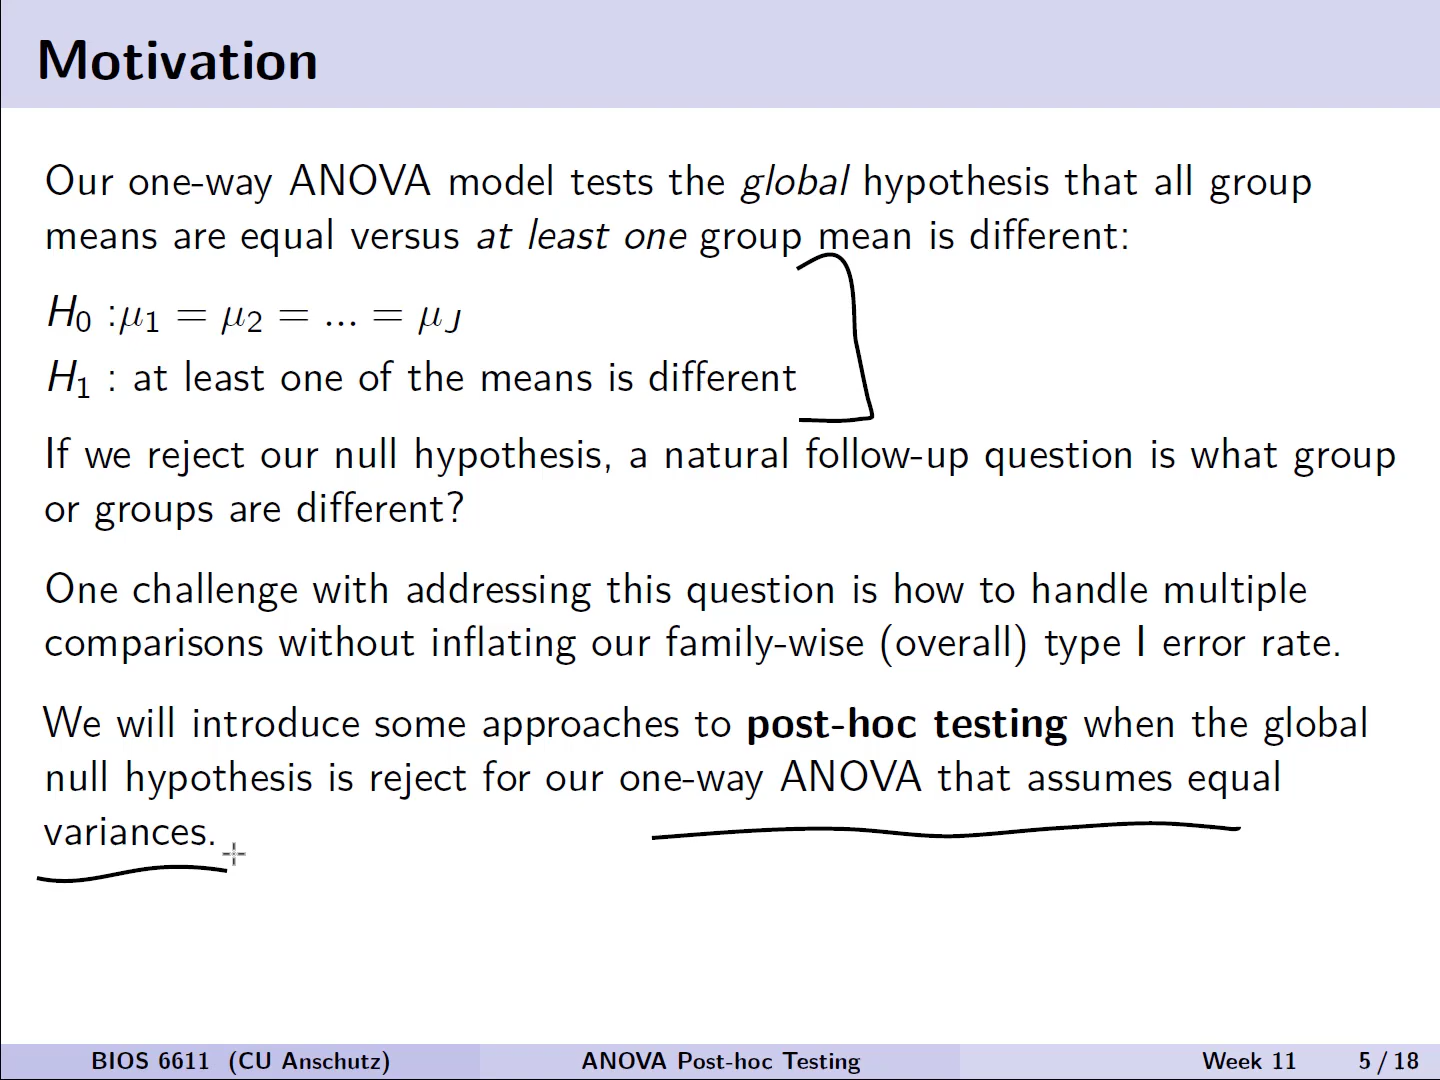 Motivation
Our one-way ANOVA model tests the global hypothesis that all group
means are equal versus at least one group mean is different:
H₀ :μ₁ = μ₂ = ... = μ_J
H₁ : at least one of the means is different
If we reject our null hypothesis, a natural follow-up question is what group
or groups are different?
One challenge with addressing this question is how to handle multiple
comparisons without inflating our family-wise (overall) type I error rate.
We will introduce some approaches to post-hoc testing when the global
null hypothesis is reject for our one-way ANOVA that assumes equal
variances.
BIOS 6611 (CU Anschutz) ANOVA Post-hoc Testing Week 11 5 / 18